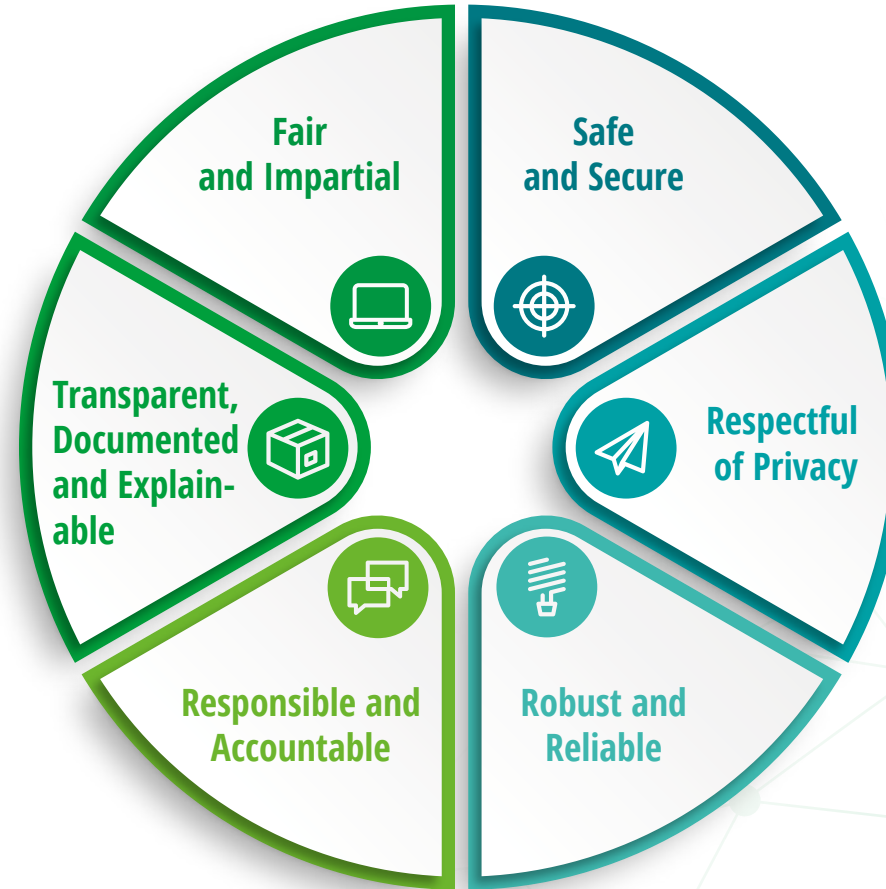 Fair
and Impartial
Safe
and Secure
Respectful
of Privacy
Robust and
Reliable
Responsible and
Accountable
Transparent,
Documented
and Explain-
able